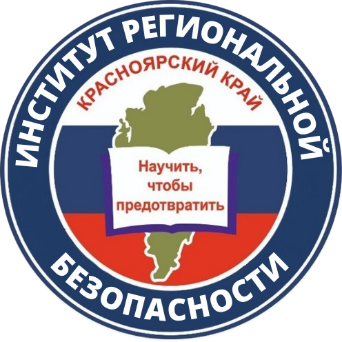 ИНСТИТУТ РЕГИОНАЛЬНОЙ
БЕЗОПАСНОСТИ
КРАСНОЯРСКИЙ КРАЙ
Научить,
чтобы
предотвратить